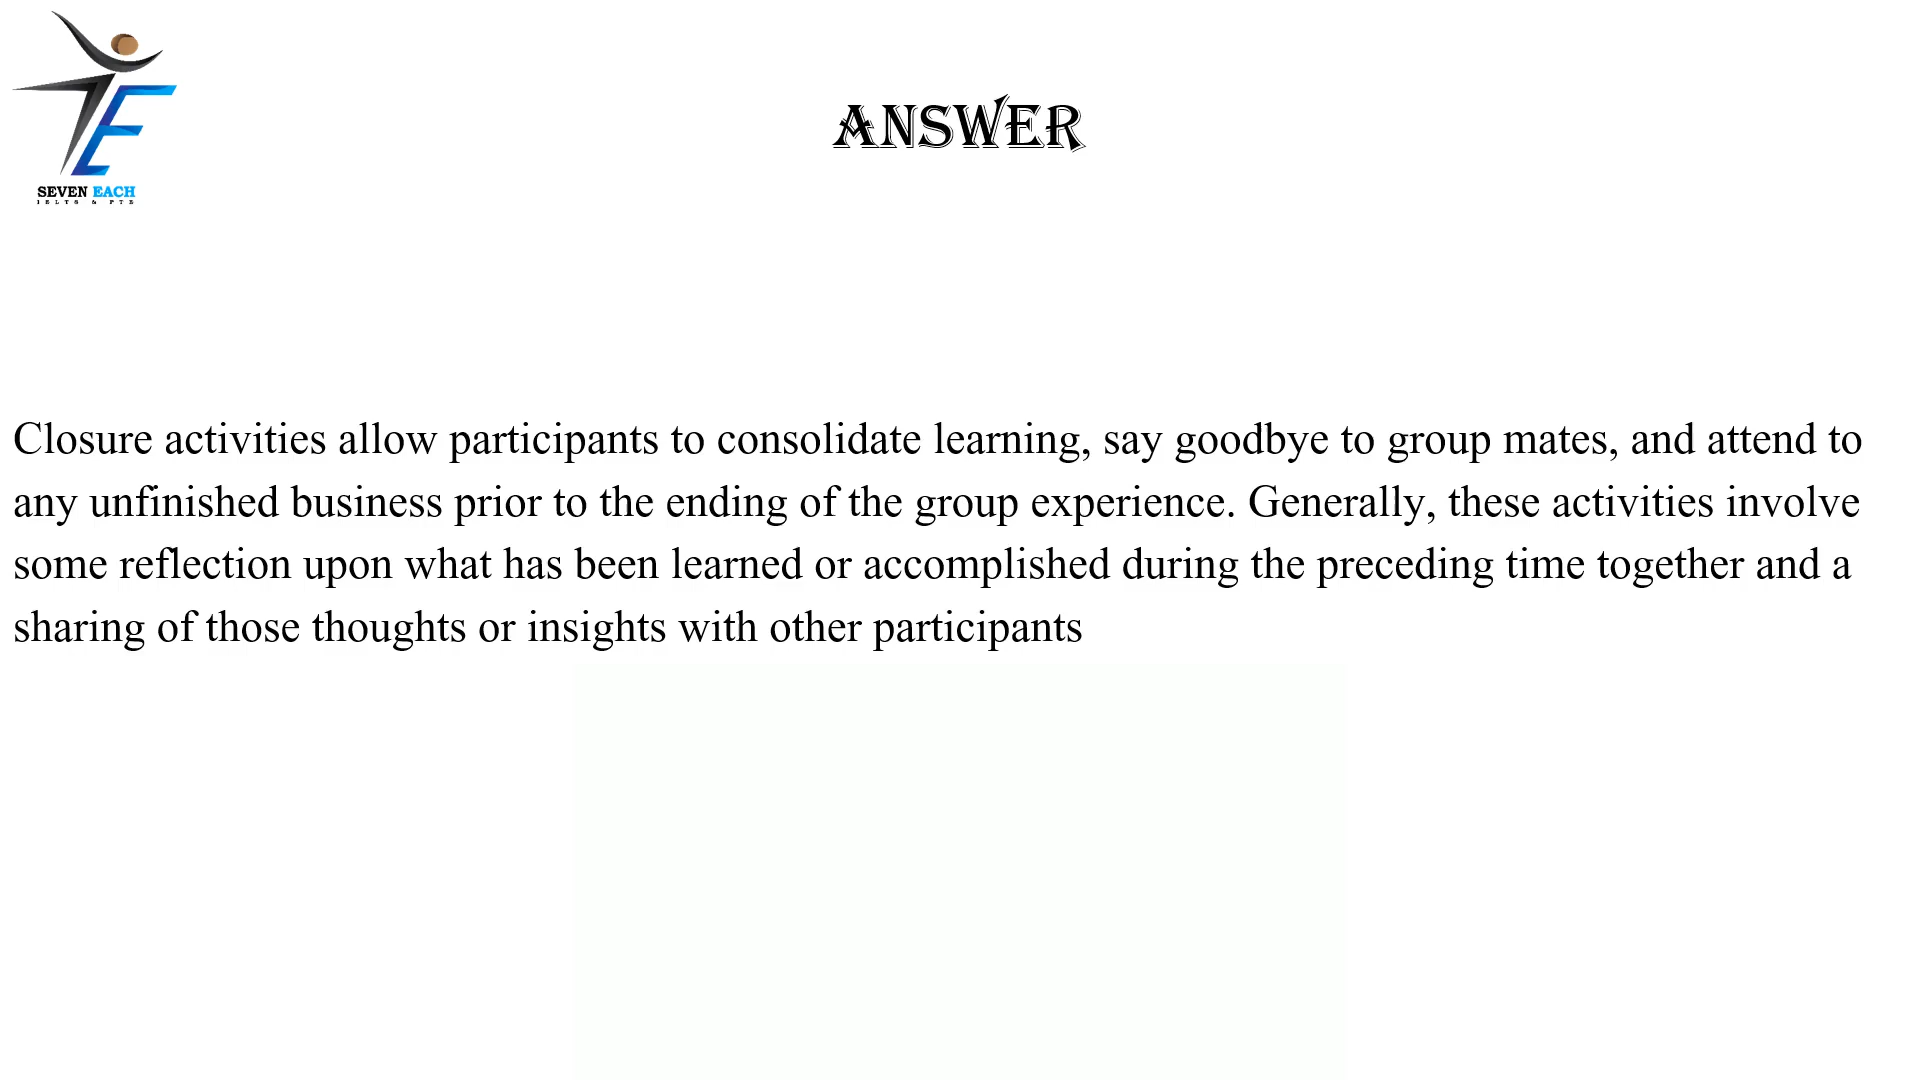 SEVEN EACH
IELTS & PTE
ANSWER
Closure activities allow participants to consolidate learning, say goodbye to group mates, and attend to
any unfinished business prior to the ending of the group experience. Generally, these activities involve
some reflection upon what has been learned or accomplished during the preceding time together and a
sharing of those thoughts or insights with other participants